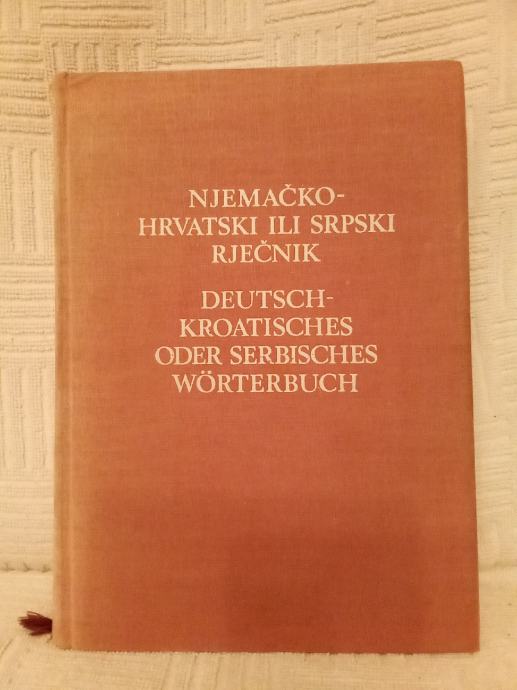 NJEMAČKO-
HRVATSKI ILI SRPSKI
RJEČNIK
DEUTSCH-
KROATISCHES
ODER SERBISCHES
WÖRTERBUCH